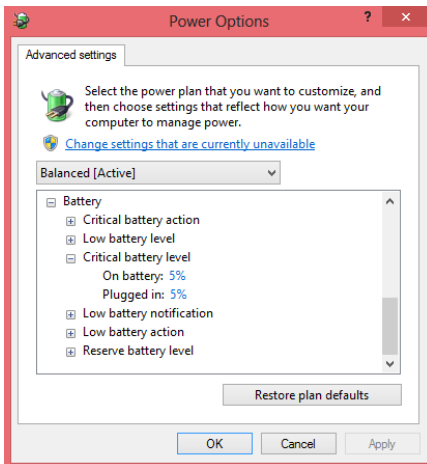 Power Options
?
×
Advanced settings
Select the power plan that you want to customize, and
then choose settings that reflect how you want your
computer to manage power.
Change settings that are currently unavailable
Balanced [Active]
Battery
Critical battery action
Low battery level
Critical battery level
On battery: 5%
Plugged in: 5%
Low battery notification
Low battery action
Reserve battery level
Restore plan defaults
OK
Cancel
Apply